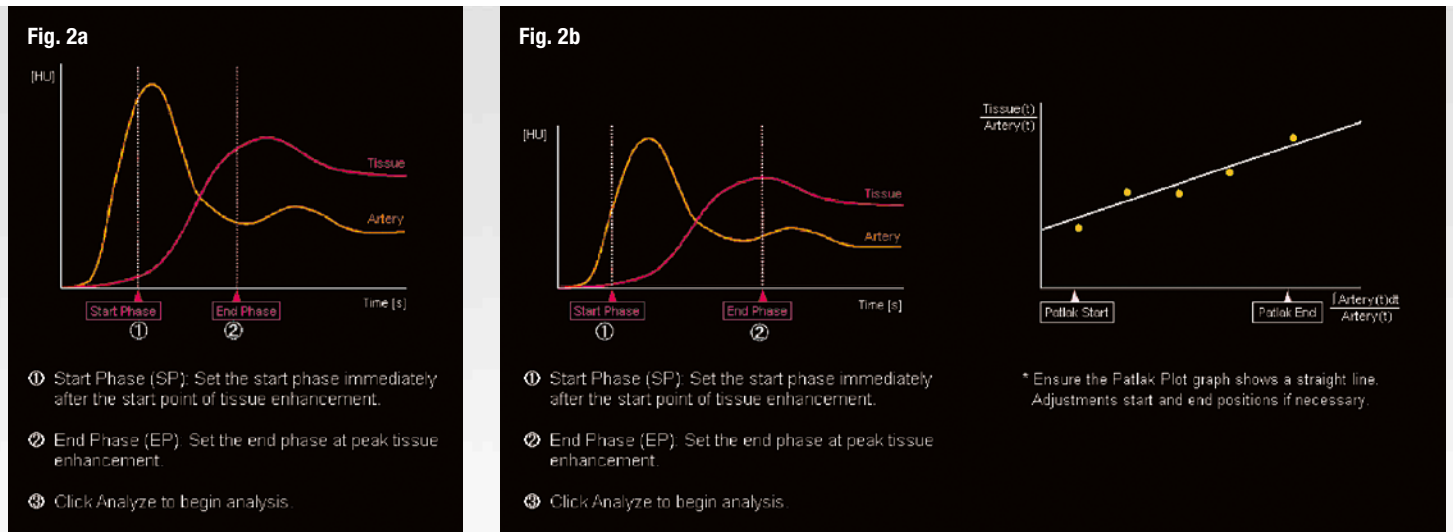 Fig. 2a
[HU]
Tissue
Artery
Start Phase
End Phase
Time [s]
①
②
① Start Phase (SP): Set the start phase immediately
after the start point of tissue enhancement.
② End Phase (EP): Set the end phase at peak tissue
enhancement.
③ Click Analyze to begin analysis.
Fig. 2b
[HU]
Tissue
Artery
Start Phase
End Phase
Time [s]
①
②
① Start Phase (SP): Set the start phase immediately
after the start point of tissue enhancement.
② End Phase (EP): Set the end phase at peak tissue
enhancement.
③ Click Analyze to begin analysis.
Tissue(t)
Artery(t)
Patlak Start
Patlak End
∫Artery(t)dt
Artery(t)
* Ensure the Patlak Plot graph shows a straight line.
Adjustments start and end positions if necessary.